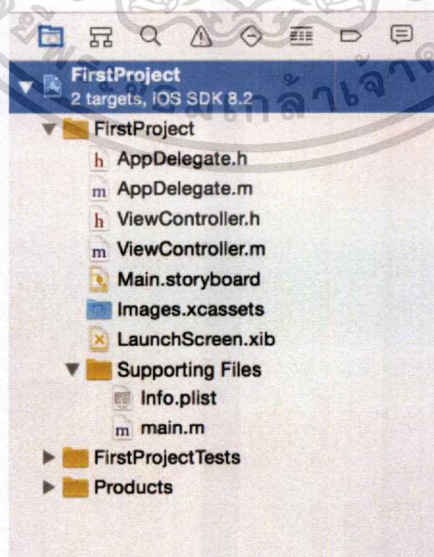 FirstProject
2 targets, iOS SDK 8.2
FirstProject
h AppDelegate.h
m AppDelegate.m
h ViewController.h
m ViewController.m
Main.storyboard
Images.xcassets
LaunchScreen.xib
Supporting Files
Info.plist
m main.m
FirstProjectTests
Products